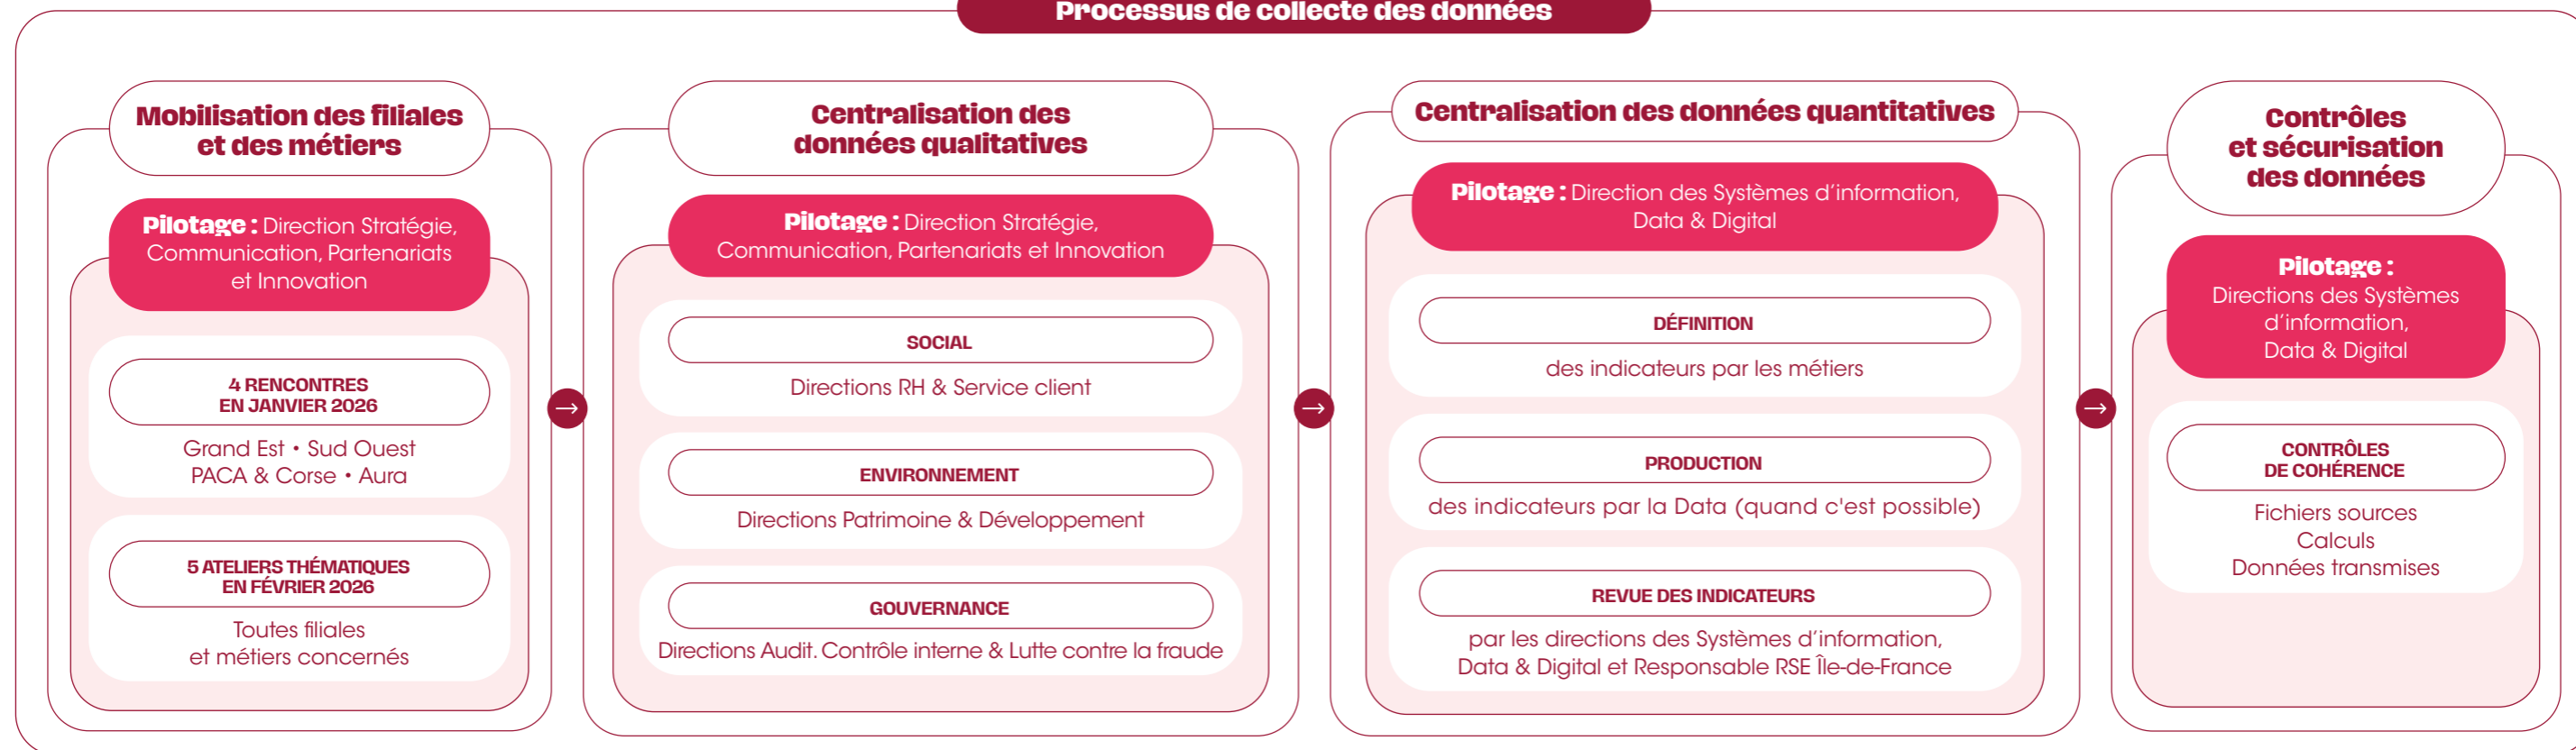 Processus de collecte des données
Mobilisation des filiales
et des métiers
Pilotage : Direction Stratégie,
Communication, Partenariats
et Innovation
4 RENCONTRES
EN JANVIER 2026
Grand Est • Sud Ouest
PACA & Corse • Aura
5 ATELIERS THÉMATIQUES
EN FÉVRIER 2026
Toutes filiales
et métiers concernés
→
Centralisation des
données qualitatives
Pilotage : Direction Stratégie,
Communication, Partenariats et Innovation
SOCIAL
Directions RH & Service client
ENVIRONNEMENT
Directions Patrimoine & Développement
GOUVERNANCE
Directions Audit. Contrôle interne & Lutte contre la fraude
→
Centralisation des données quantitatives
Pilotage : Direction des Systèmes d’information,
Data & Digital
DÉFINITION
des indicateurs par les métiers
PRODUCTION
des indicateurs par la Data (quand c'est possible)
REVUE DES INDICATEURS
par les directions des Systèmes d’information,
Data & Digital et Responsable RSE Île-de-France
→
Contrôles
et sécurisation
des données
Pilotage :
Directions des Systèmes
d’information,
Data & Digital
CONTRÔLES
DE COHÉRENCE
Fichiers sources
Calculs
Données transmises